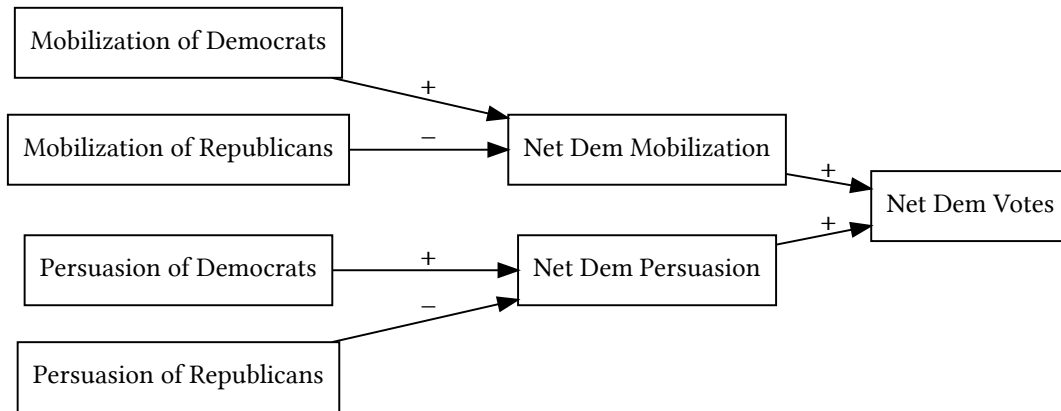 Mobilization of Democrats
+
Mobilization of Republicans
−
Net Dem Mobilization
+
Net Dem Votes
Persuasion of Democrats
+
Net Dem Persuasion
+
−
Persuasion of Republicans